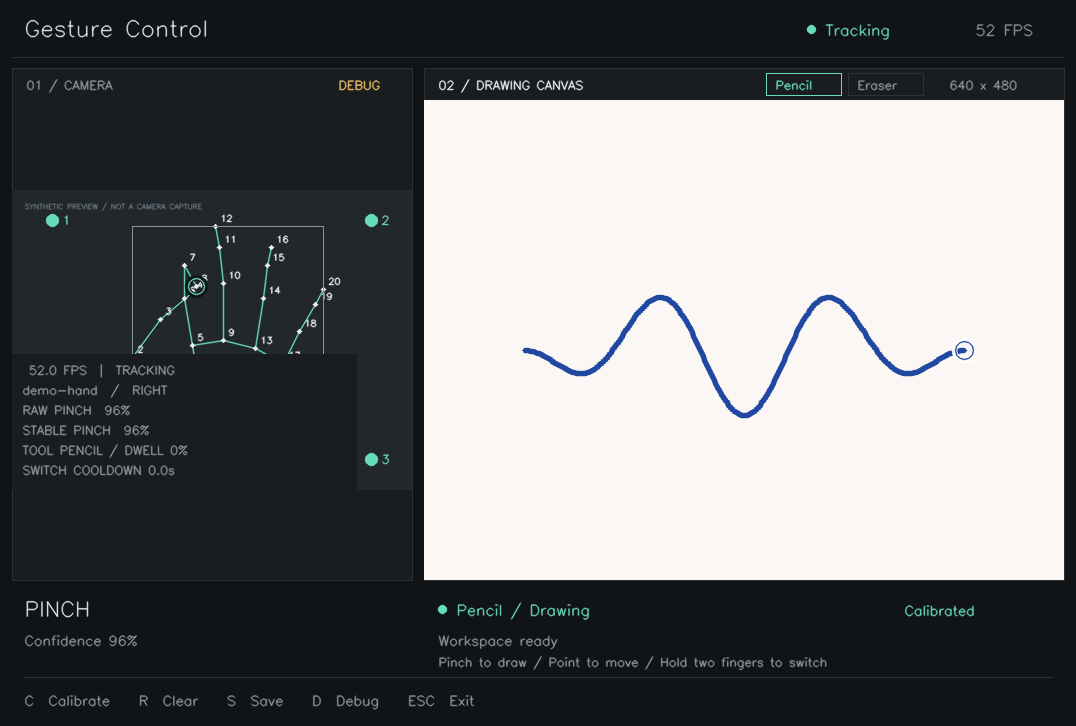 Gesture Control
Tracking
52 FPS
01 / CAMERA
DEBUG
02 / DRAWING CANVAS
Pencil
Eraser
640 x 480
SYNTHETIC PREVIEW / NOT A CAMERA CAPTURE
1
2
12
11
16
7
15
10
20
14
3
18
9
5
13
2
52.0 FPS | TRACKING
demo-hand / RIGHT
RAW PINCH 96%
STABLE PINCH 96%
TOOL PENCIL / DWELL 0%
SWITCH COOLDOWN 0.0s
3
PINCH
Confidence 96%
Pencil / Drawing
Calibrated
Workspace ready
Pinch to draw / Point to move / Hold two fingers to switch
C Calibrate R Clear S Save D Debug ESC Exit